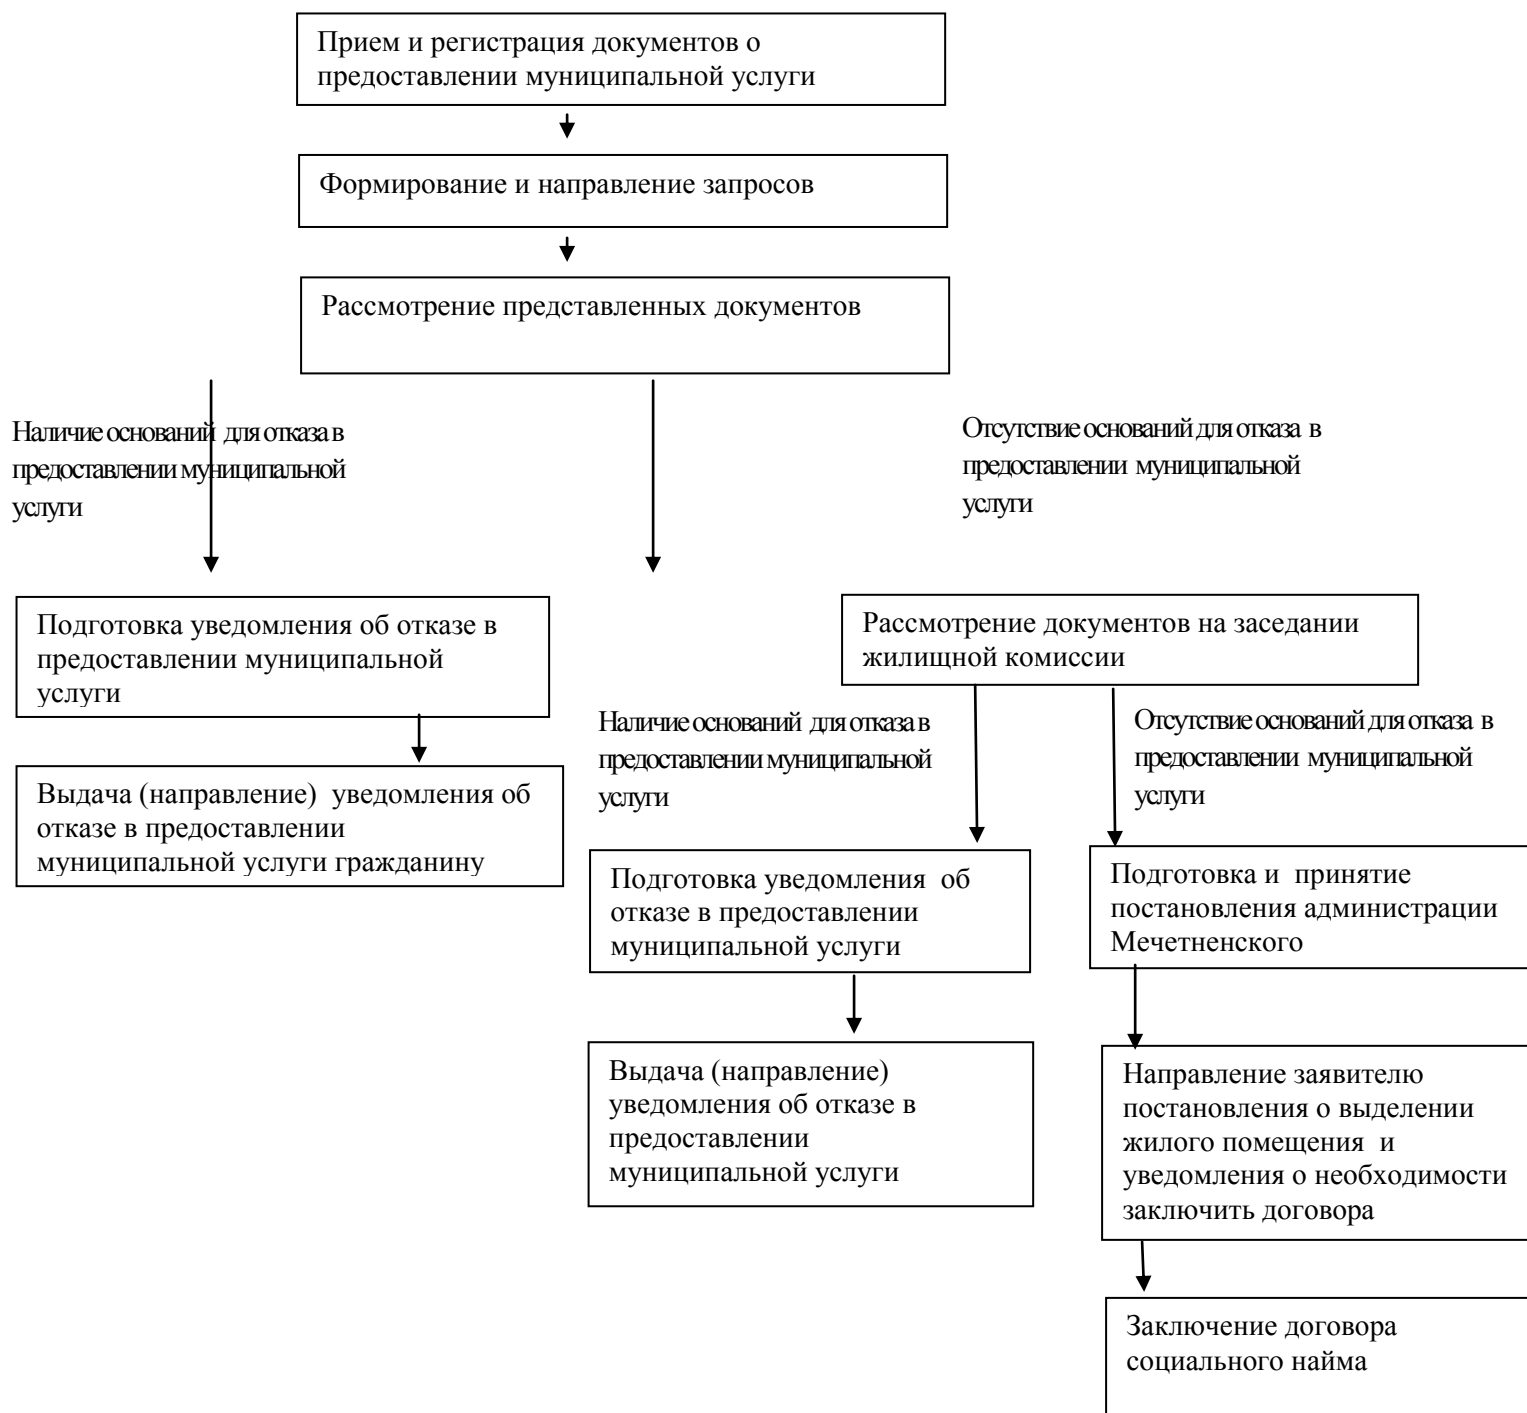 Прием и регистрация документов о
предоставлении муниципальной услуги
Формирование и направление запросов
Рассмотрение представленных документов
Наличие оснований для отказа в
предоставлении муниципальной
услуги
Отсутствие оснований для отказа в
предоставлении муниципальной
услуги
Подготовка уведомления об отказе в
предоставлении муниципальной
услуги
Рассмотрение документов на заседании
жилищной комиссии
Выдача (направление) уведомления об
отказе в предоставлении
муниципальной услуги гражданину
Наличие оснований для отказа в
предоставлении муниципальной
услуги
Отсутствие оснований для отказа в
предоставлении муниципальной
услуги
Подготовка уведомления об
отказе в предоставлении
муниципальной услуги
Подготовка и принятие
постановления администрации
Мечетненского
Выдача (направление)
уведомления об отказе в
предоставлении
муниципальной услуги
Направление заявителю
постановления о выделении
жилого помещения и
уведомления о необходимости
заключить договора
Заключение договора
социального найма